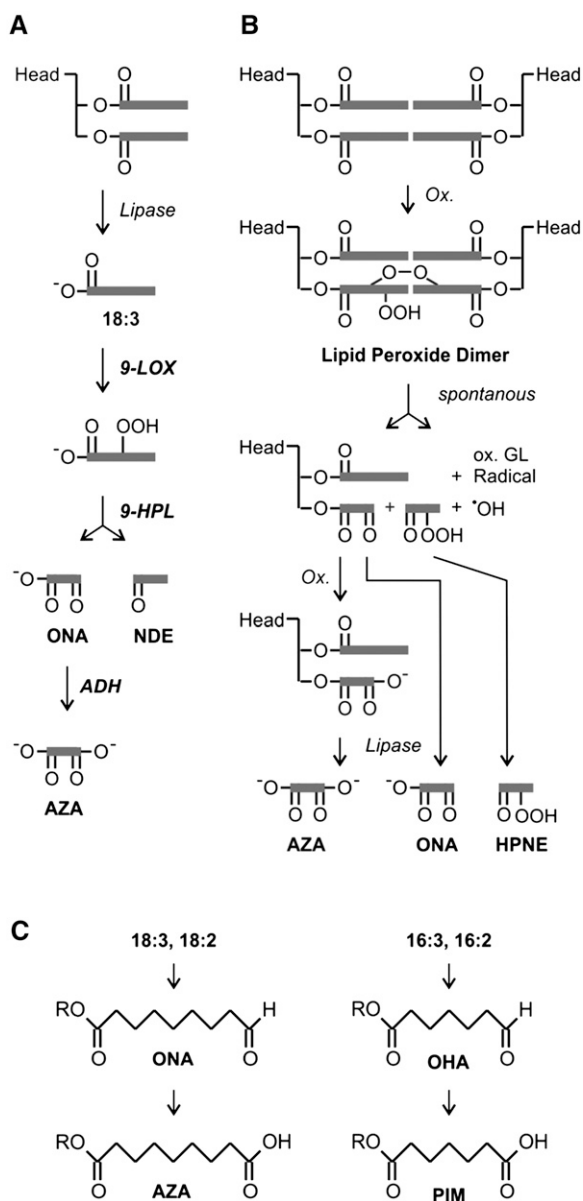 A
Head
O
O
O
O
Lipase
O
⁻O
18:3
9-LOX
O OOH
⁻O
9-HPL
⁻O
O O O
ONA NDE
ADH
⁻O O⁻
O O
AZA
B
Head O O Head
O O
O O
O O
Ox.
Head O O Head
O O
O–O
O O
O OOH O
Lipid Peroxide Dimer
spontanous
Head O
O
ox. GL
+ Radical
O + + •OH
O O O OOH
Ox.
Head O
O
O O⁻
O O
Lipase
⁻O O⁻ ⁻O
O O O O O OOH
AZA ONA HPNE
C
18:3, 18:2 16:3, 16:2
RO H RO H
O O O O
ONA OHA
RO OH RO OH
O O O O
AZA PIM